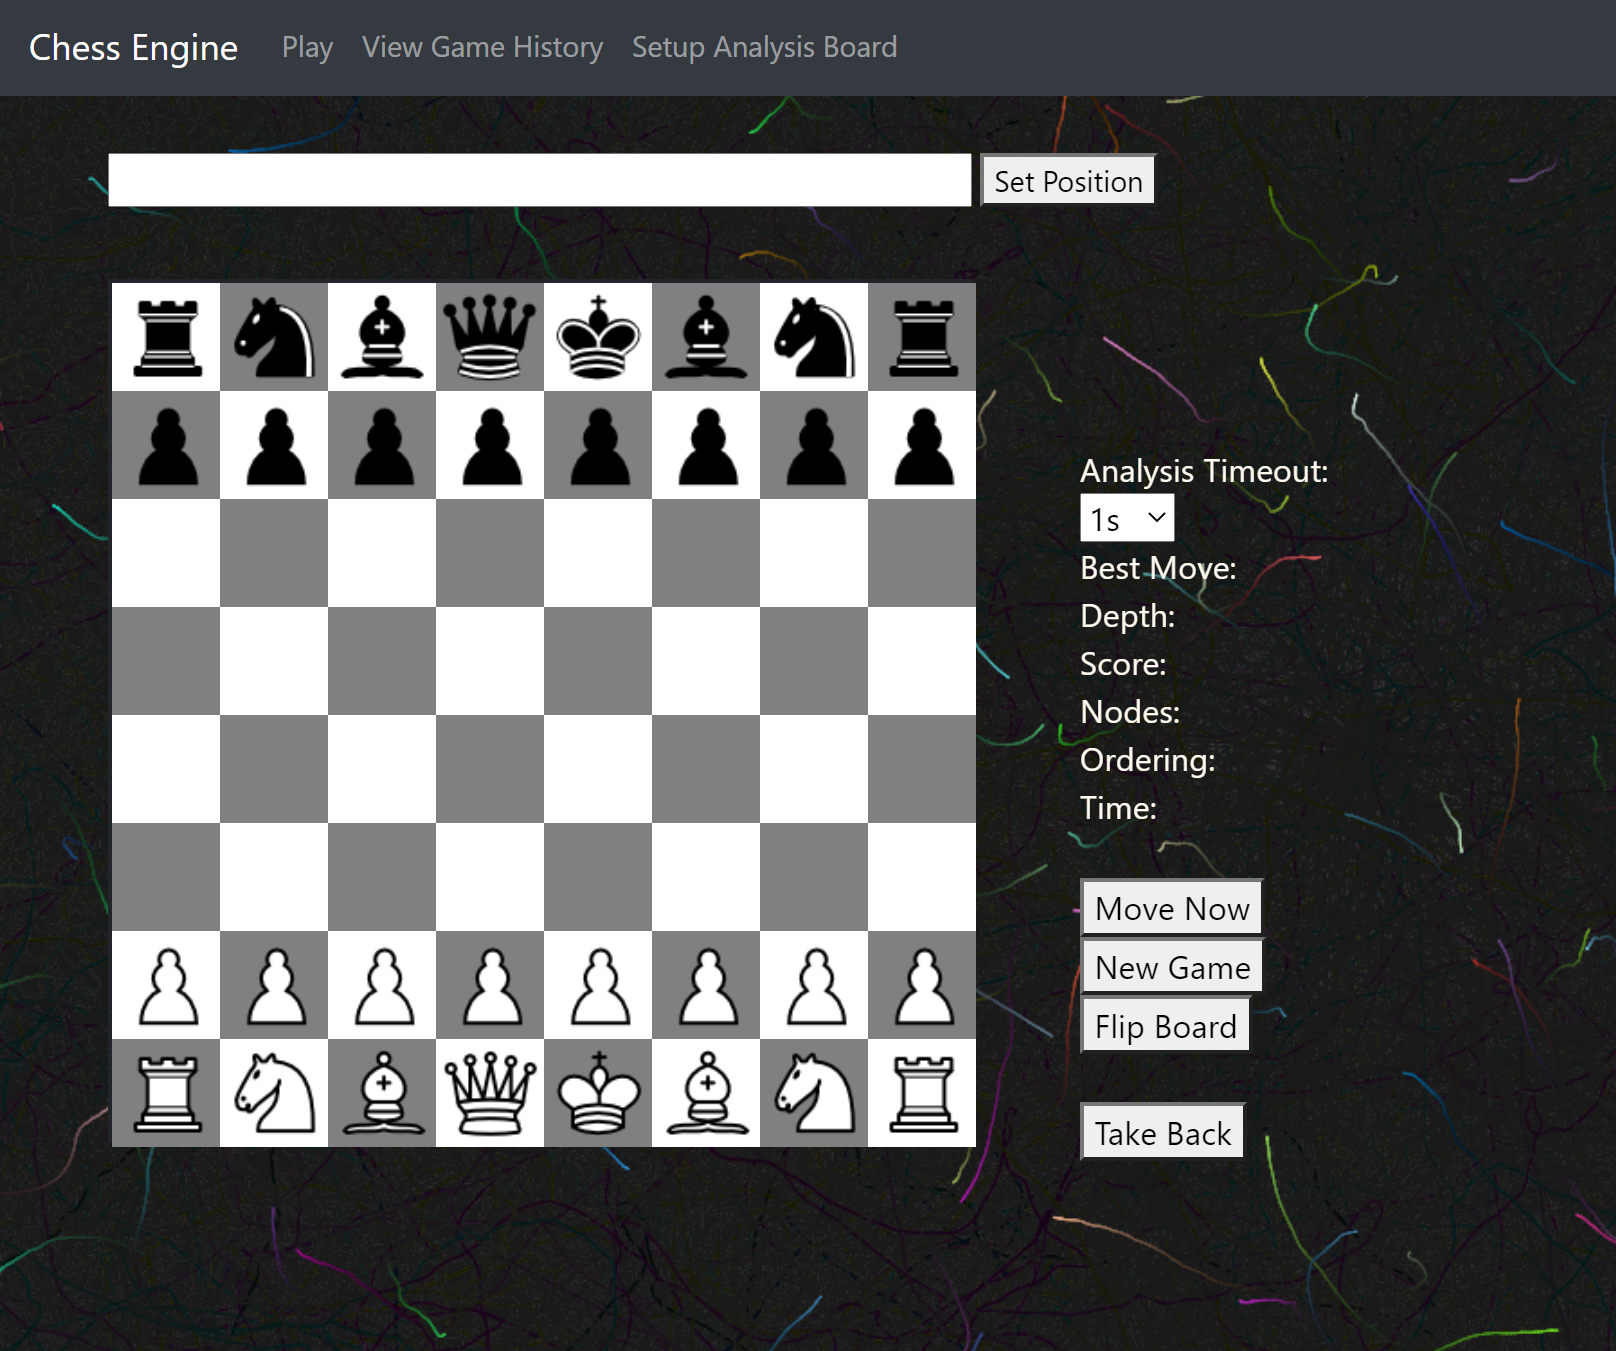 Chess Engine Play View Game History Setup Analysis Board
Set Position
Analysis Timeout:
1s
Best Move:
Depth:
Score:
Nodes:
Ordering:
Time:
Move Now
New Game
Flip Board
Take Back